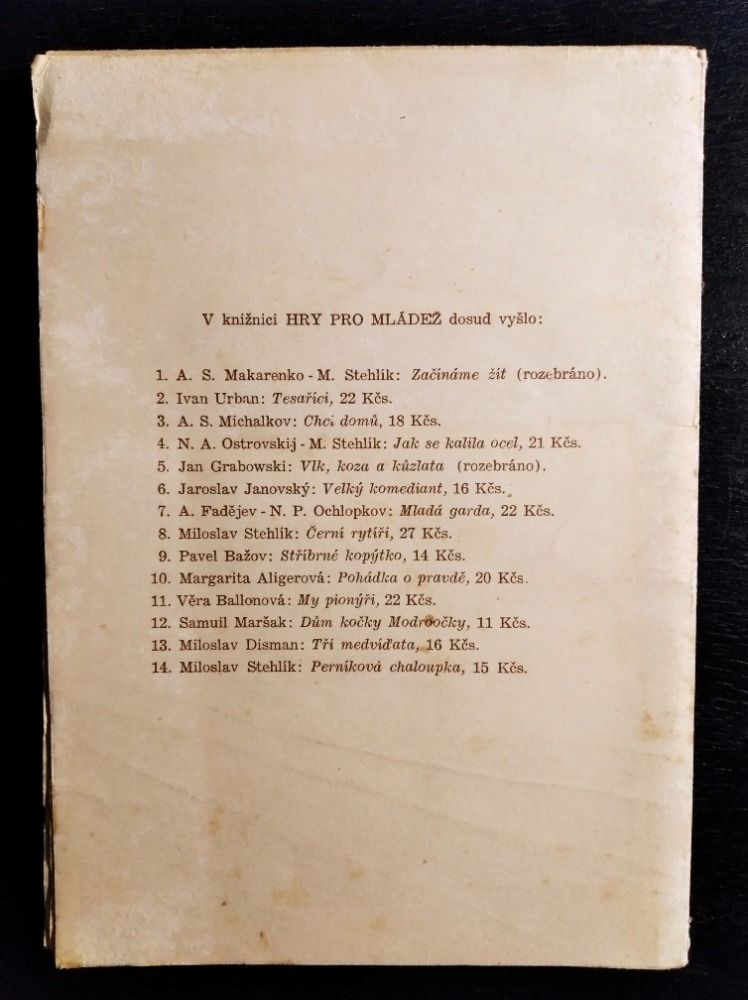 V knižnici HRY PRO MLÁDEŽ dosud vyšlo:
1. A. S. Makarenko - M. Stehlík: Začínáme žít (rozebráno).
2. Ivan Urban: Tesaříci, 22 Kčs.
3. A. S. Michalkov: Chci domů, 18 Kčs.
4. N. A. Ostrovskij - M. Stehlík: Jak se kalila ocel, 21 Kčs.
5. Jan Grabowski: Vlk, koza a kůzlata (rozebráno).
6. Jaroslav Janovský: Velký komediant, 16 Kčs.
7. A. Fadějev - N. P. Ochlopkov: Mladá garda, 22 Kčs.
8. Miloslav Stehlík: Černí rytíři, 27 Kčs.
9. Pavel Bažov: Stříbrné kopýtko, 14 Kčs.
10. Margarita Aligerová: Pohádka o pravdě, 20 Kčs.
11. Věra Ballonová: My pionýři, 22 Kčs.
12. Samuil Maršak: Dům kočky Modroočky, 11 Kčs.
13. Miloslav Disman: Tři medvíďata, 16 Kčs.
14. Miloslav Stehlík: Perníková chaloupka, 15 Kčs.